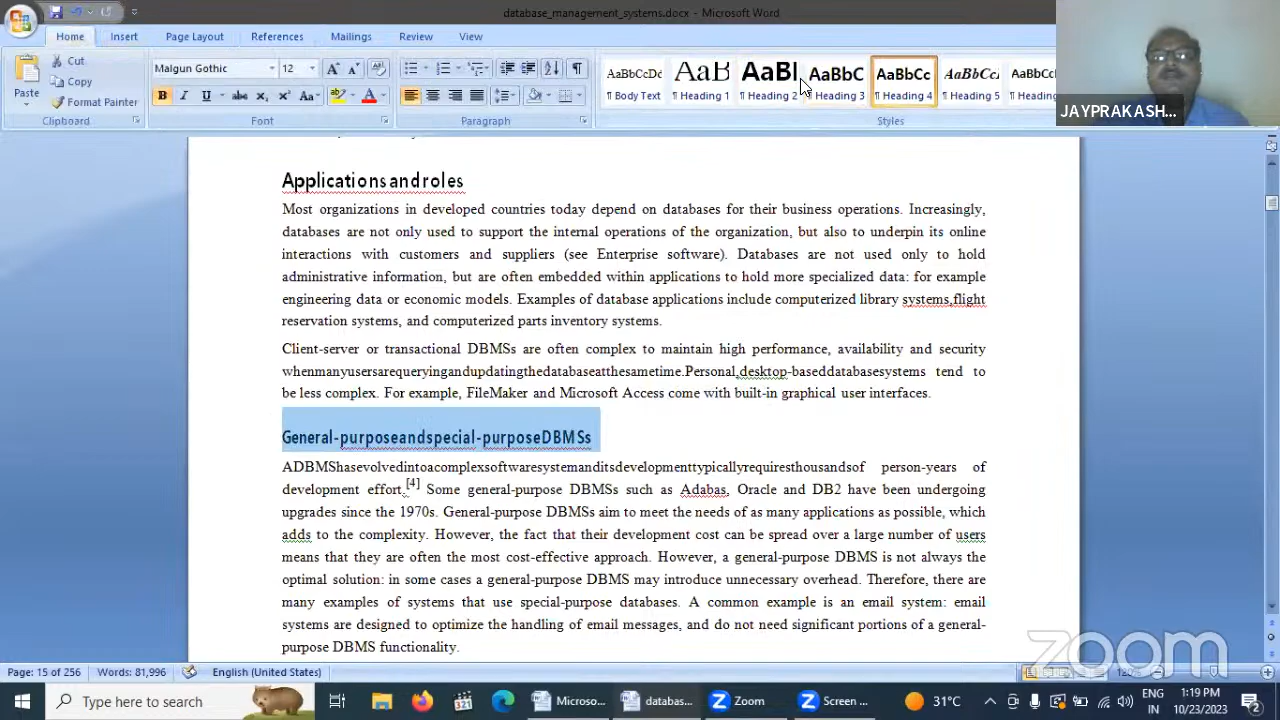 database_management_systems.docx - Microsoft Word
Home Insert Page Layout References Mailings Review View
Cut
Copy
Format Painter
Paste
Clipboard
Malgun Gothic 12
Font
Paragraph
AaBbCcDc AaB AaBl AaBbC AaBbCc AaBbCc AaBbCc
¶ Body Text ¶ Heading 1 ¶ Heading 2 ¶ Heading 3 ¶ Heading 4 ¶ Heading 5 ¶ Heading
Styles
JAYPRAKASH...
Applicationsandroles
Most organizations in developed countries today depend on databases for their business operations. Increasingly,
databases are not only used to support the internal operations of the organization, but also to underpin its online
interactions with customers and suppliers (see Enterprise software). Databases are not used only to hold
administrative information, but are often embedded within applications to hold more specialized data: for example
engineering data or economic models. Examples of database applications include computerized library systems,flight
reservation systems, and computerized parts inventory systems.
Client-server or transactional DBMSs are often complex to maintain high performance, availability and security
whenmanyusersarequeryingandupdatingthedatabaseatthesametime.Personal,desktop-baseddatabasesystems tend to
be less complex. For example, FileMaker and Microsoft Access come with built-in graphical user interfaces.
General-purposeandspecial-purposeDBMSs
ADBMShasevolvedintoacomplexsoftwaresystemanditsdevelopmenttypicallyrequiresthousandsof person-years of
development effort.[4] Some general-purpose DBMSs such as Adabas, Oracle and DB2 have been undergoing
upgrades since the 1970s. General-purpose DBMSs aim to meet the needs of as many applications as possible, which
adds to the complexity. However, the fact that their development cost can be spread over a large number of users
means that they are often the most cost-effective approach. However, a general-purpose DBMS is not always the
optimal solution: in some cases a general-purpose DBMS may introduce unnecessary overhead. Therefore, there are
many examples of systems that use special-purpose databases. A common example is an email system: email
systems are designed to optimize the handling of email messages, and do not need significant portions of a general-
purpose DBMS functionality.
zoom
Page: 15 of 256 Words: 81,996 English (United States) 120%
Type here to search
Microso... databas... Zoom Screen ...
31°C
ENG
IN
1:19 PM
10/23/2023
2